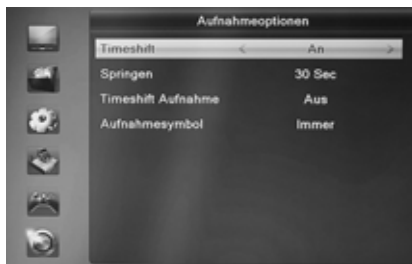 Aufnahmeoptionen
Timeshift < An >
Springen 30 Sec
Timeshift Aufnahme Aus
Aufnahmesymbol Immer